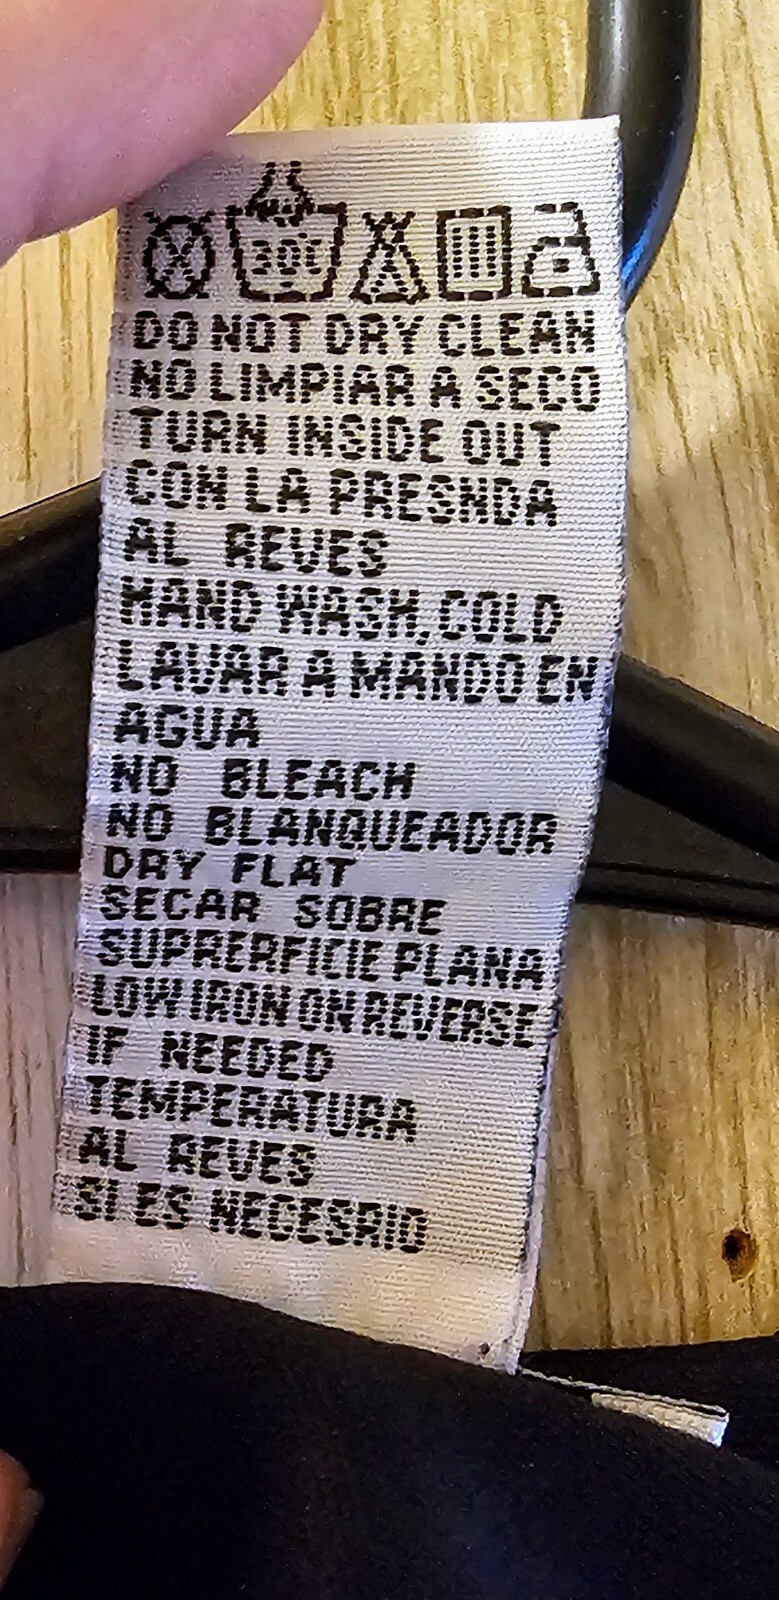 30℃
DO NOT DRY CLEAN
NO LIMPIAR A SECO
TURN INSIDE OUT
CON LA PRESNDA
AL REVES
HAND WASH, COLD
LAVAR A MANDO EN
AGUA
NO BLEACH
NO BLANQUEADOR
DRY FLAT
SECAR SOBRE
SUPRERFICIE PLANA
LOW IRON ON REVERSE
IF NEEDED
TEMPERATURA
AL REVES
SI ES NECESRIO